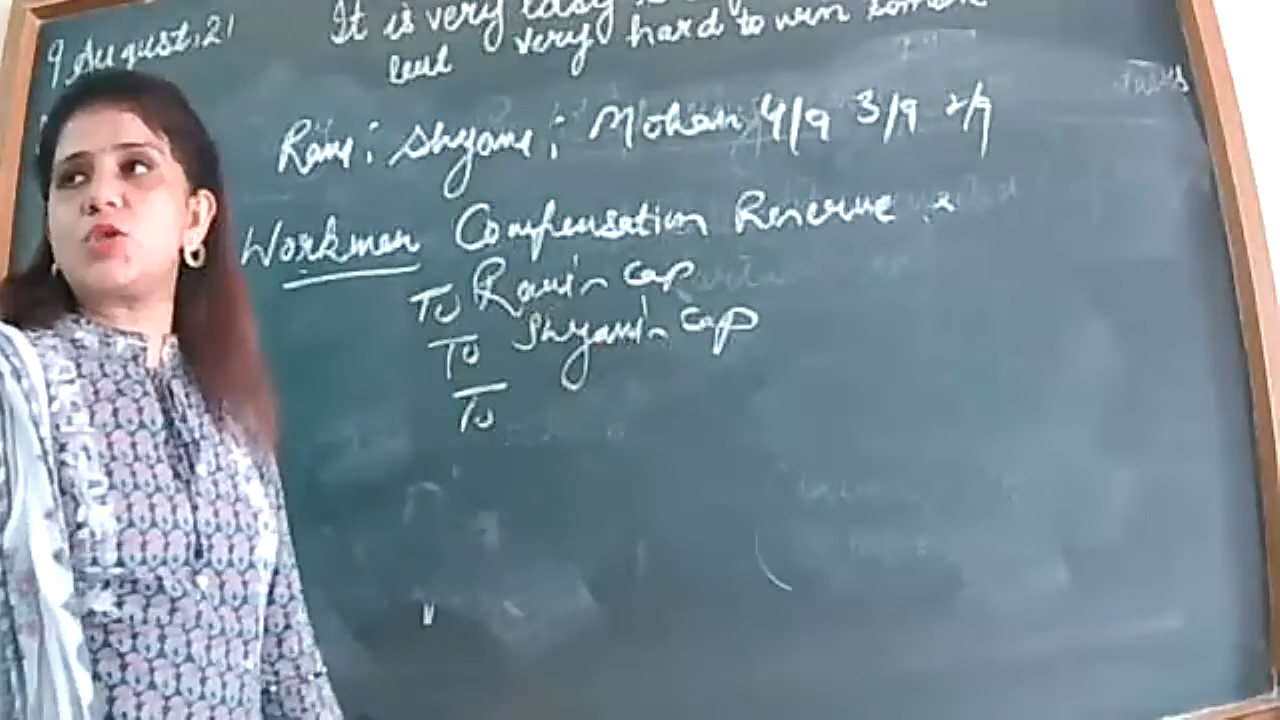 9 August, 21
It is very easy
but very hard to win
Ram; Shyam; Mohan 4/9 3/9 2/9
Workmen Compensation Reserve
To Ram's cap
To Shyam's cap
To